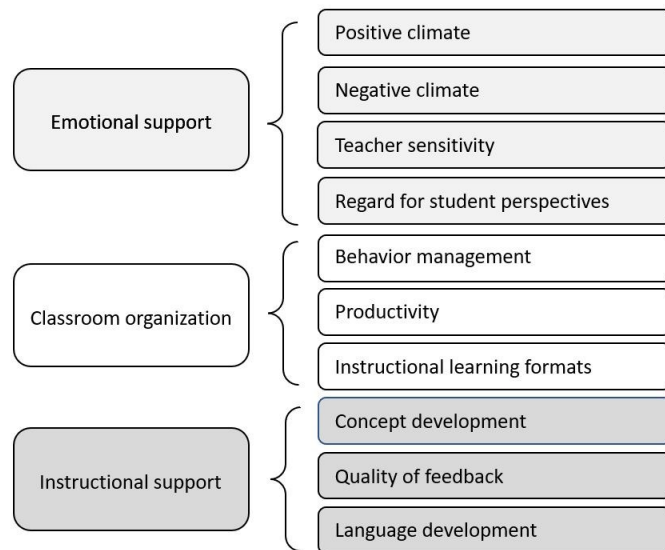 Positive climate
Negative climate
Emotional support
Teacher sensitivity
Regard for student perspectives
Behavior management
Classroom organization
Productivity
Instructional learning formats
Concept development
Instructional support
Quality of feedback
Language development